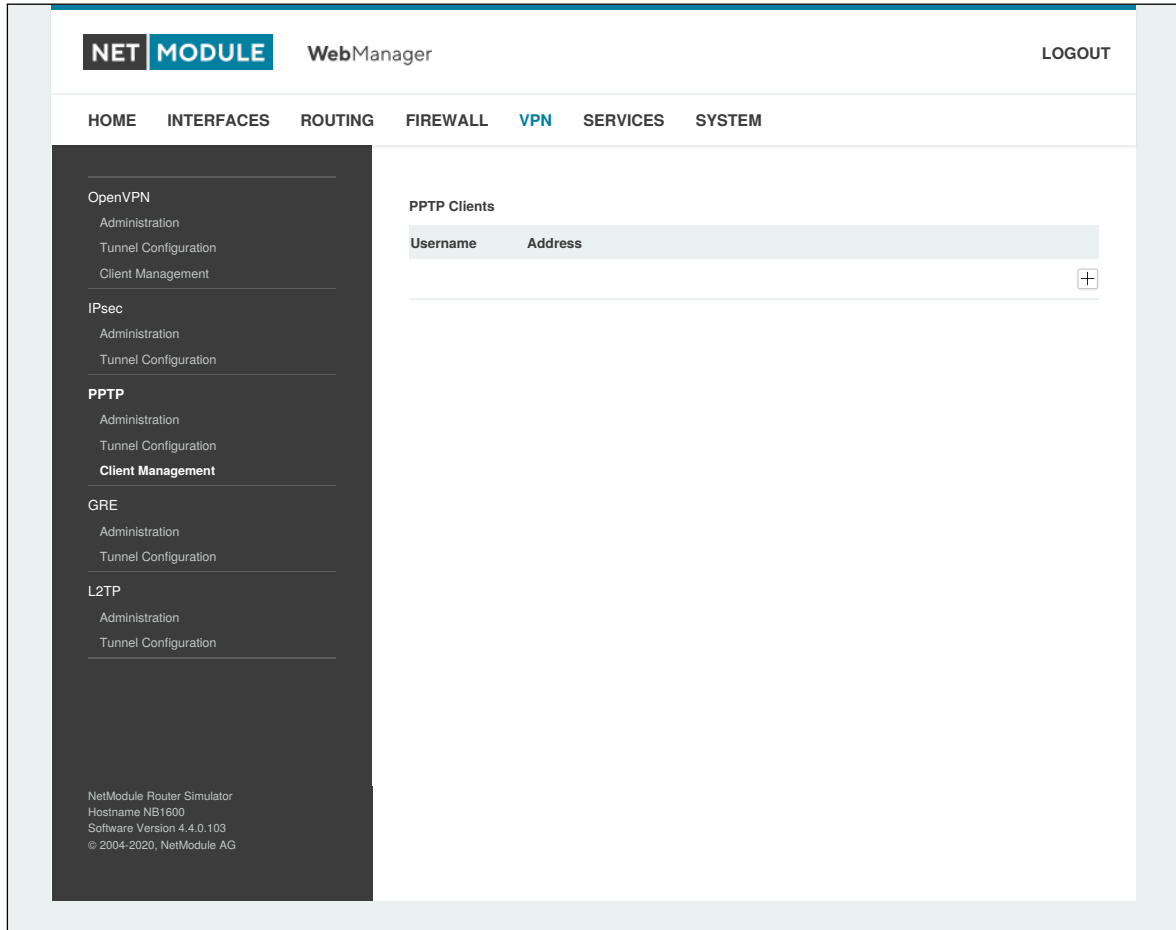 NET MODULE WebManager LOGOUT
HOME INTERFACES ROUTING FIREWALL VPN SERVICES SYSTEM
OpenVPN
Administration
Tunnel Configuration
Client Management
IPsec
Administration
Tunnel Configuration
PPTP
Administration
Tunnel Configuration
Client Management
GRE
Administration
Tunnel Configuration
L2TP
Administration
Tunnel Configuration
NetModule Router Simulator
Hostname NB1600
Software Version 4.4.0.103
© 2004-2020, NetModule AG
PPTP Clients
Username Address